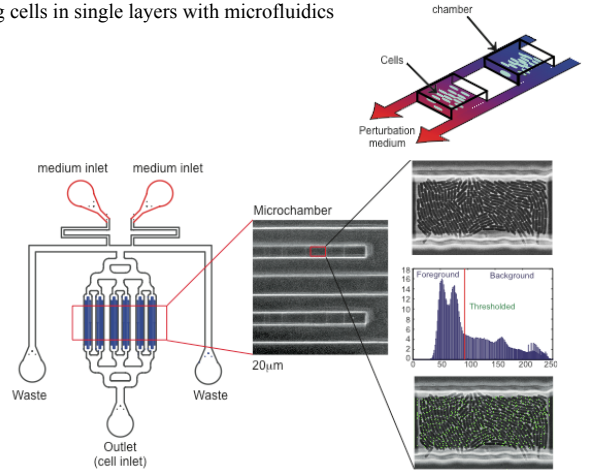 g cells in single layers with microfluidics
chamber
Cells
Perturbation
medium
medium inlet
medium inlet
Microchamber
20μm
Waste
Waste
Outlet
(cell inlet)
Foreground
Background
Thresholded
18
16
14
12
10
8
6
4
2
0
0
50
100
150
200
250